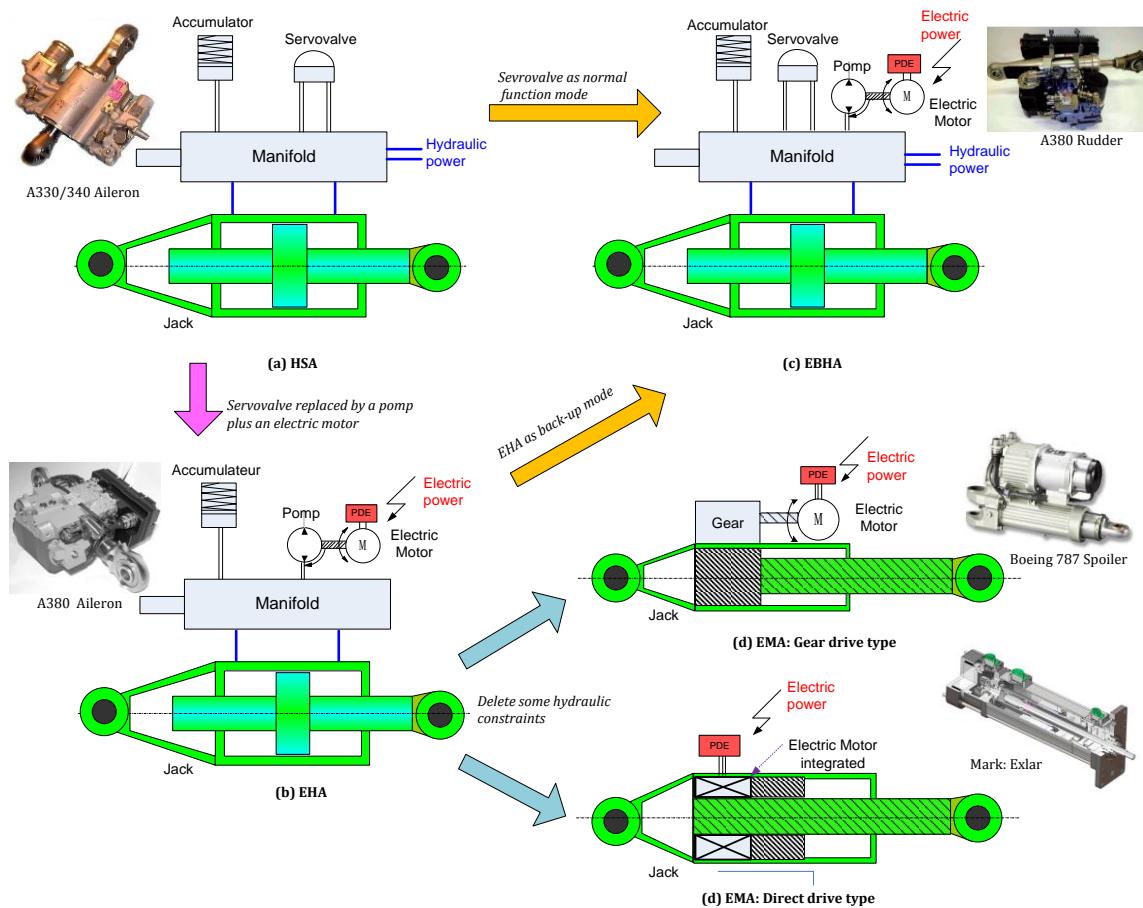 Accumulator
Servovalve
Manifold
Hydraulic
power
A330/340 Aileron
Jack
(a) HSA
Sevrovalve as normal
function mode
Accumulator
Servovalve
Pomp
PDE
M
Electric
power
Electric
Motor
Manifold
Hydraulic
power
A380 Rudder
Jack
(c) EBHA
Servovalve replaced by a pomp
plus an electric motor
EHA as back-up mode
Accumulateur
Pomp
PDE
M
Electric
power
Electric
Motor
A380 Aileron
Manifold
Jack
(b) EHA
Delete some hydraulic
constraints
Gear
PDE
M
Electric
power
Electric
Motor
Boeing 787 Spoiler
Jack
(d) EMA: Gear drive type
PDE
Electric
power
Electric Motor
integrated
Mark: Exlar
Jack
(d) EMA: Direct drive type